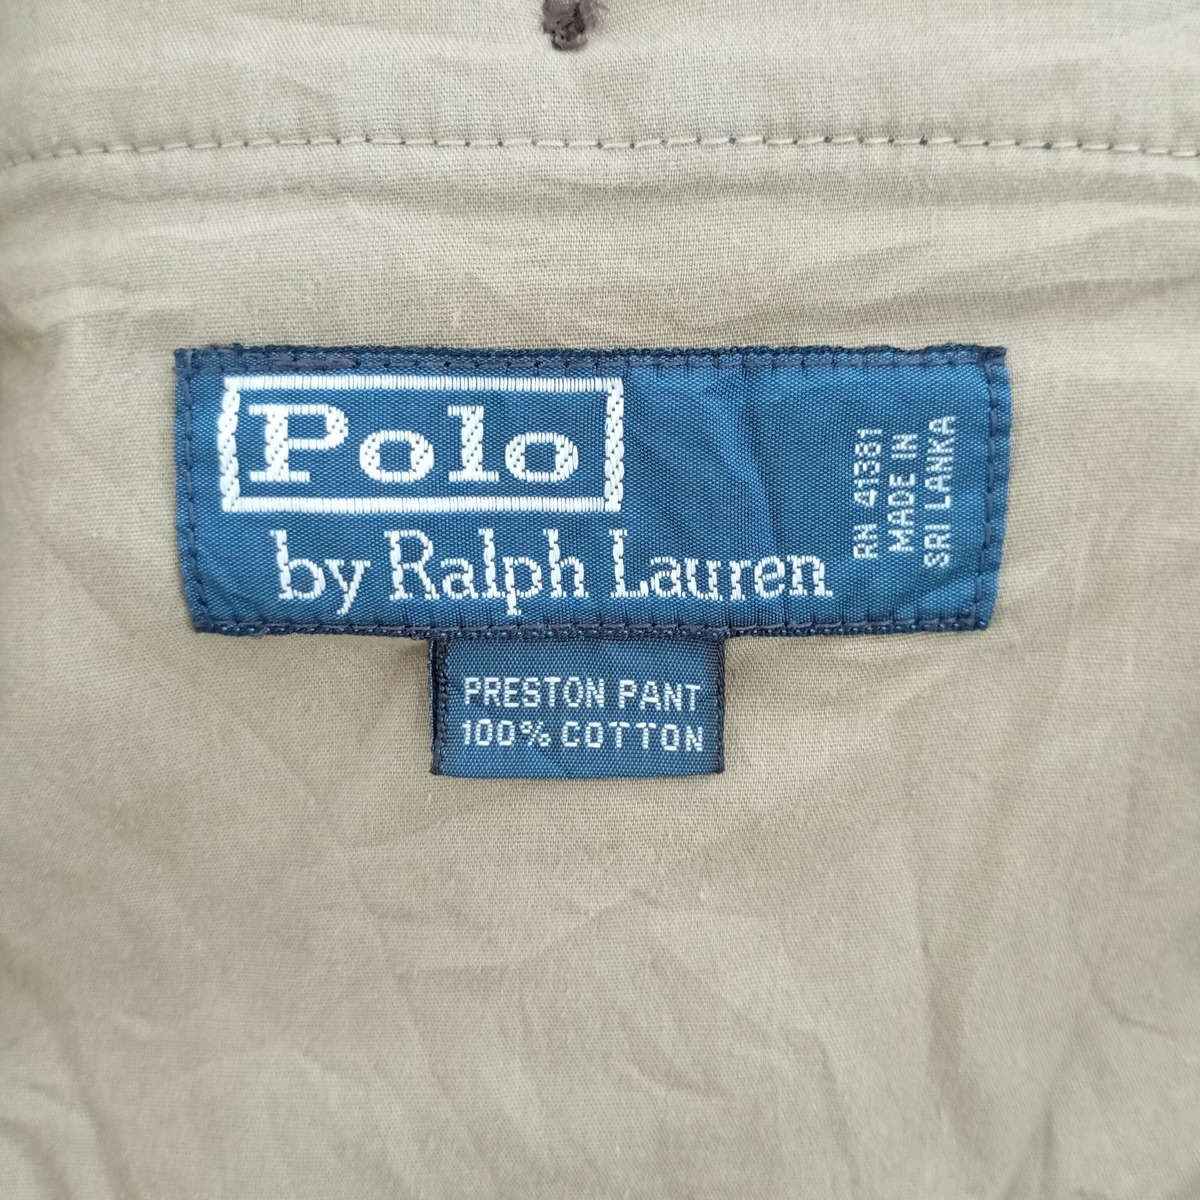 Polo
by Ralph Lauren
RN 41381
MADE IN
SRI LANKA
PRESTON PANT
100% COTTON